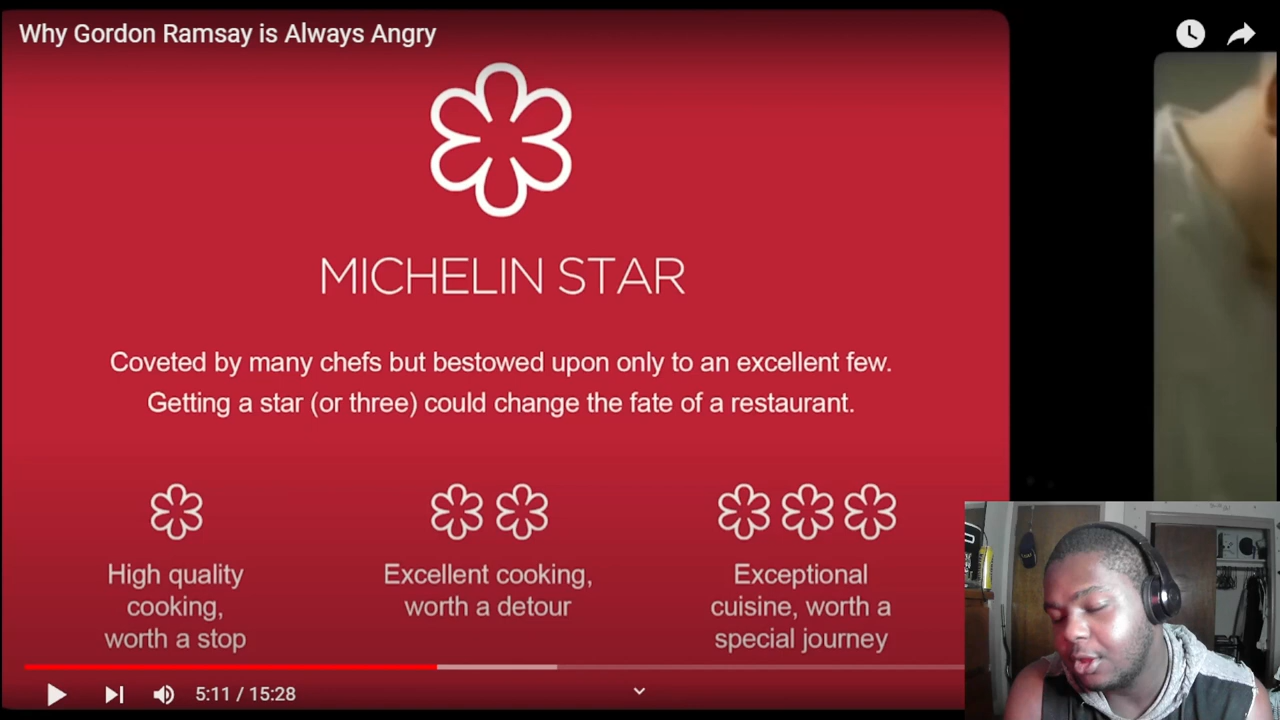 Why Gordon Ramsay is Always Angry
MICHELIN STAR
Coveted by many chefs but bestowed upon only to an excellent few.
Getting a star (or three) could change the fate of a restaurant.
High quality
cooking,
worth a stop
Excellent cooking,
worth a detour
Exceptional
cuisine, worth a
special journey
5:11 / 15:28